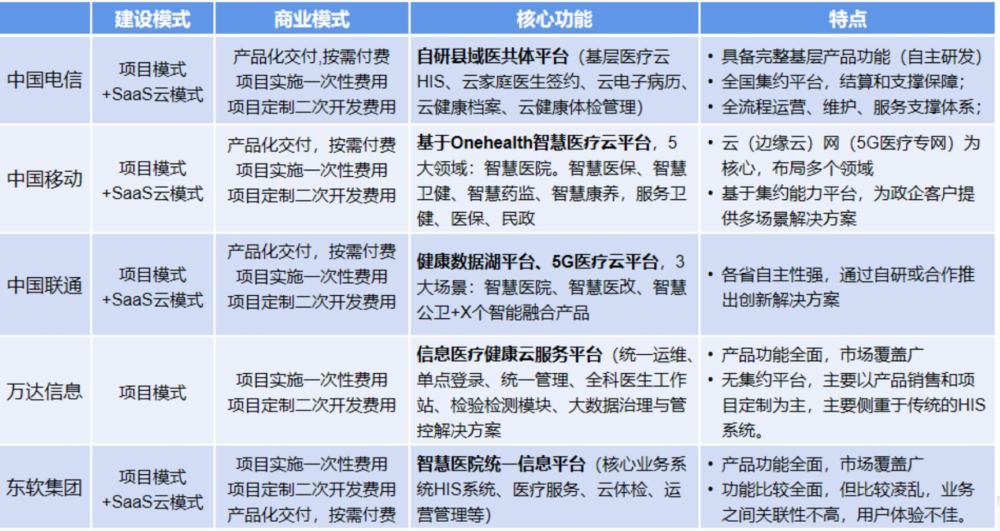 建设模式 商业模式 核心功能 特点
中国电信
项目模式
+SaaS云模式
产品化交付,按需付费
项目实施一次性费用
项目定制二次开发费用
自研县域医共体平台（基层医疗云
HIS、云家庭医生签约、云电子病历、
云健康档案、云健康体检管理）
• 具备完整基层产品功能（自主研发）
• 全国集约平台，结算和支撑保障；
• 全流程运营、维护、服务支撑体系；
中国移动
项目模式
+SaaS云模式
产品化交付，按需付费
项目实施一次性费用
项目定制二次开发费用
基于Onehealth智慧医疗云平台，5
大领域：智慧医院。智慧医保、智慧
卫健、智慧药监、智慧康养，服务卫
健、医保、民政
• 云（边缘云）网（5G医疗专网）为
核心，布局多个领域
• 基于集约能力平台，为政企客户提
供多场景解决方案
中国联通
项目模式
+SaaS云模式
产品化交付，按需付费
项目实施一次性费用
项目定制二次开发费用
健康数据湖平台、5G医疗云平台，3
大场景：智慧医院、智慧医改、智慧
公卫+X个智能融合产品
• 各省自主性强，通过自研或合作推
出创新解决方案
万达信息
项目模式
项目实施一次性费用
项目定制二次开发费用
信息医疗健康云服务平台（统一运维、
单点登录、统一管理、全科医生工作
站、检验检测模块、大数据治理与管
控解决方案
• 产品功能全面，市场覆盖广
• 无集约平台，主要以产品销售和项
目定制为主，主要侧重于传统的HIS
系统。
东软集团
项目模式
+SaaS云模式
项目实施一次性费用
项目定制二次开发费用
产品化交付，按需付费
智慧医院统一信息平台（核心业务系
统HIS系统、医疗服务、云体检、运
营管理等）
• 产品功能全面，市场覆盖广
• 功能比较全面，但比较凌乱，业务
之间关联性不高，用户体验不佳。